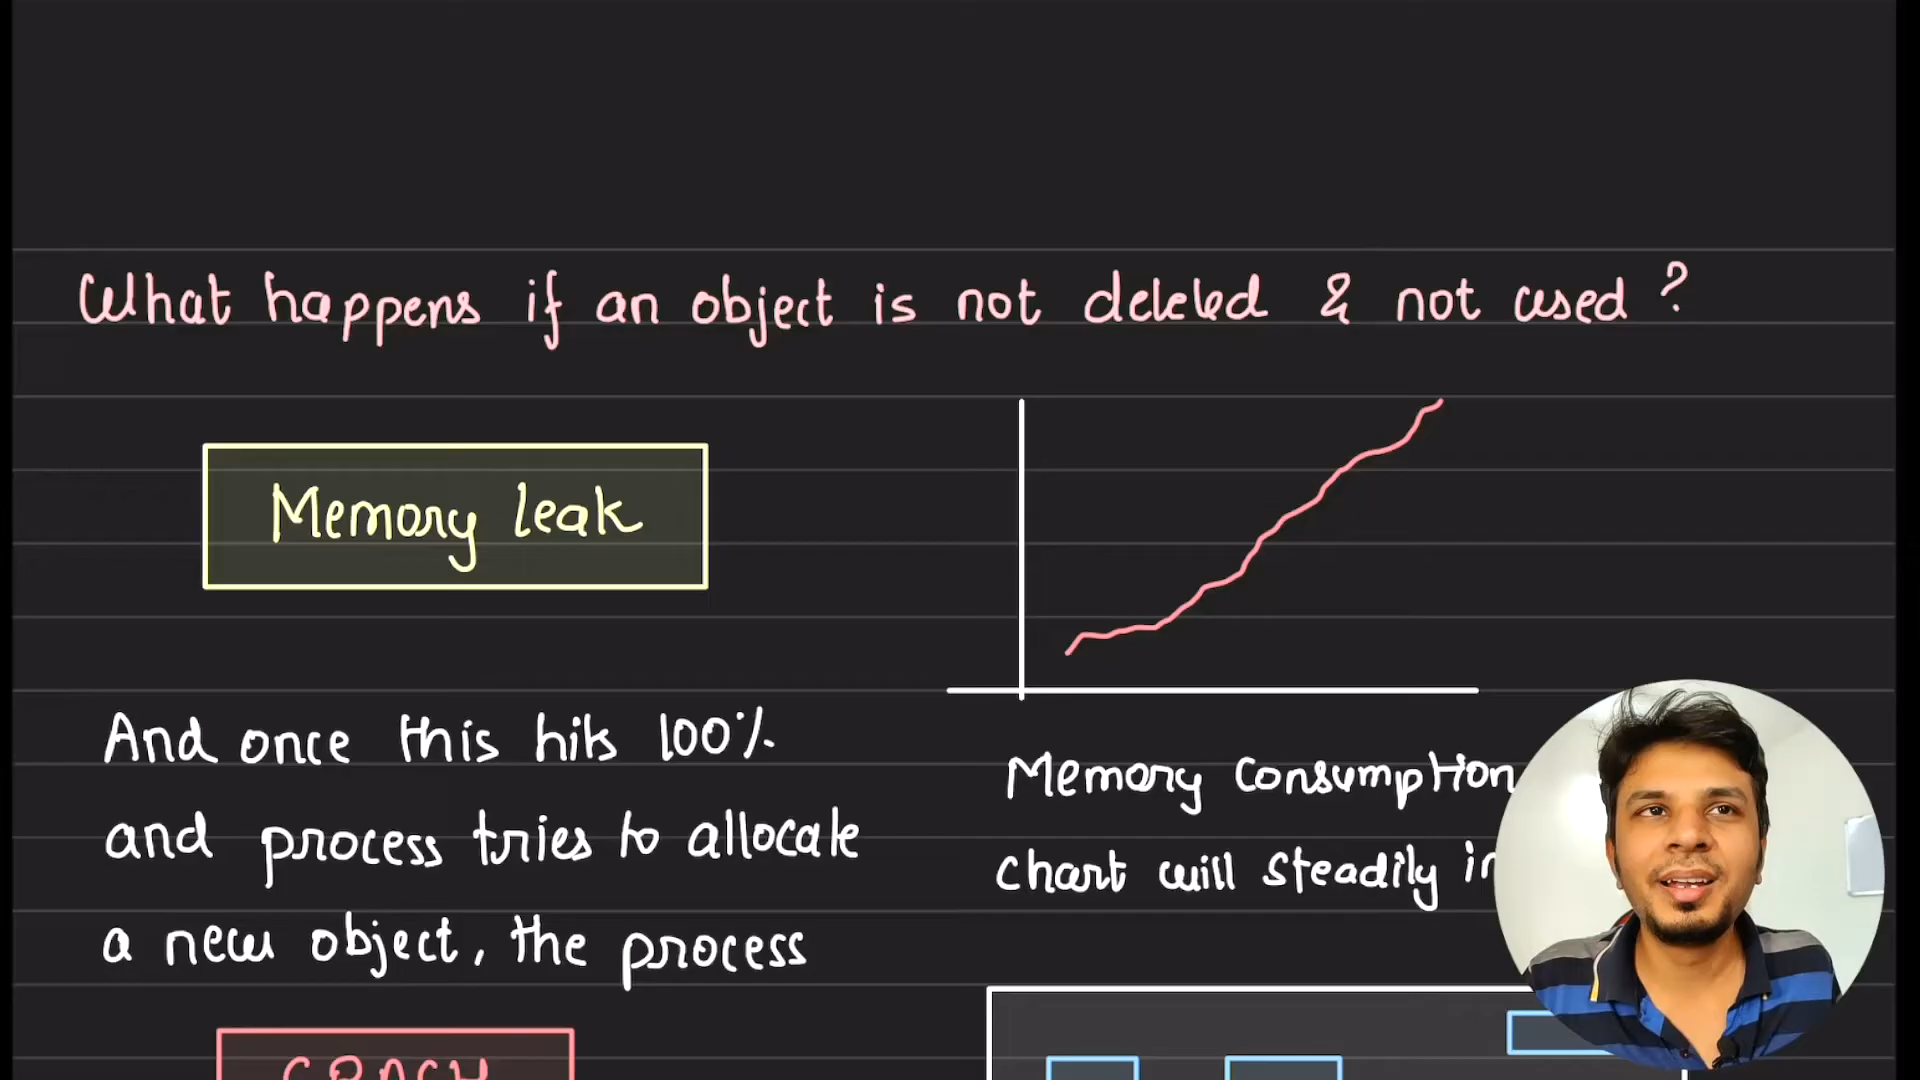 What happens if an object is not deleted & not used?
Memory leak
And once this hits 100%
and process tries to allocate
a new object, the process
CRASH
Memory consumption
chart will steadily